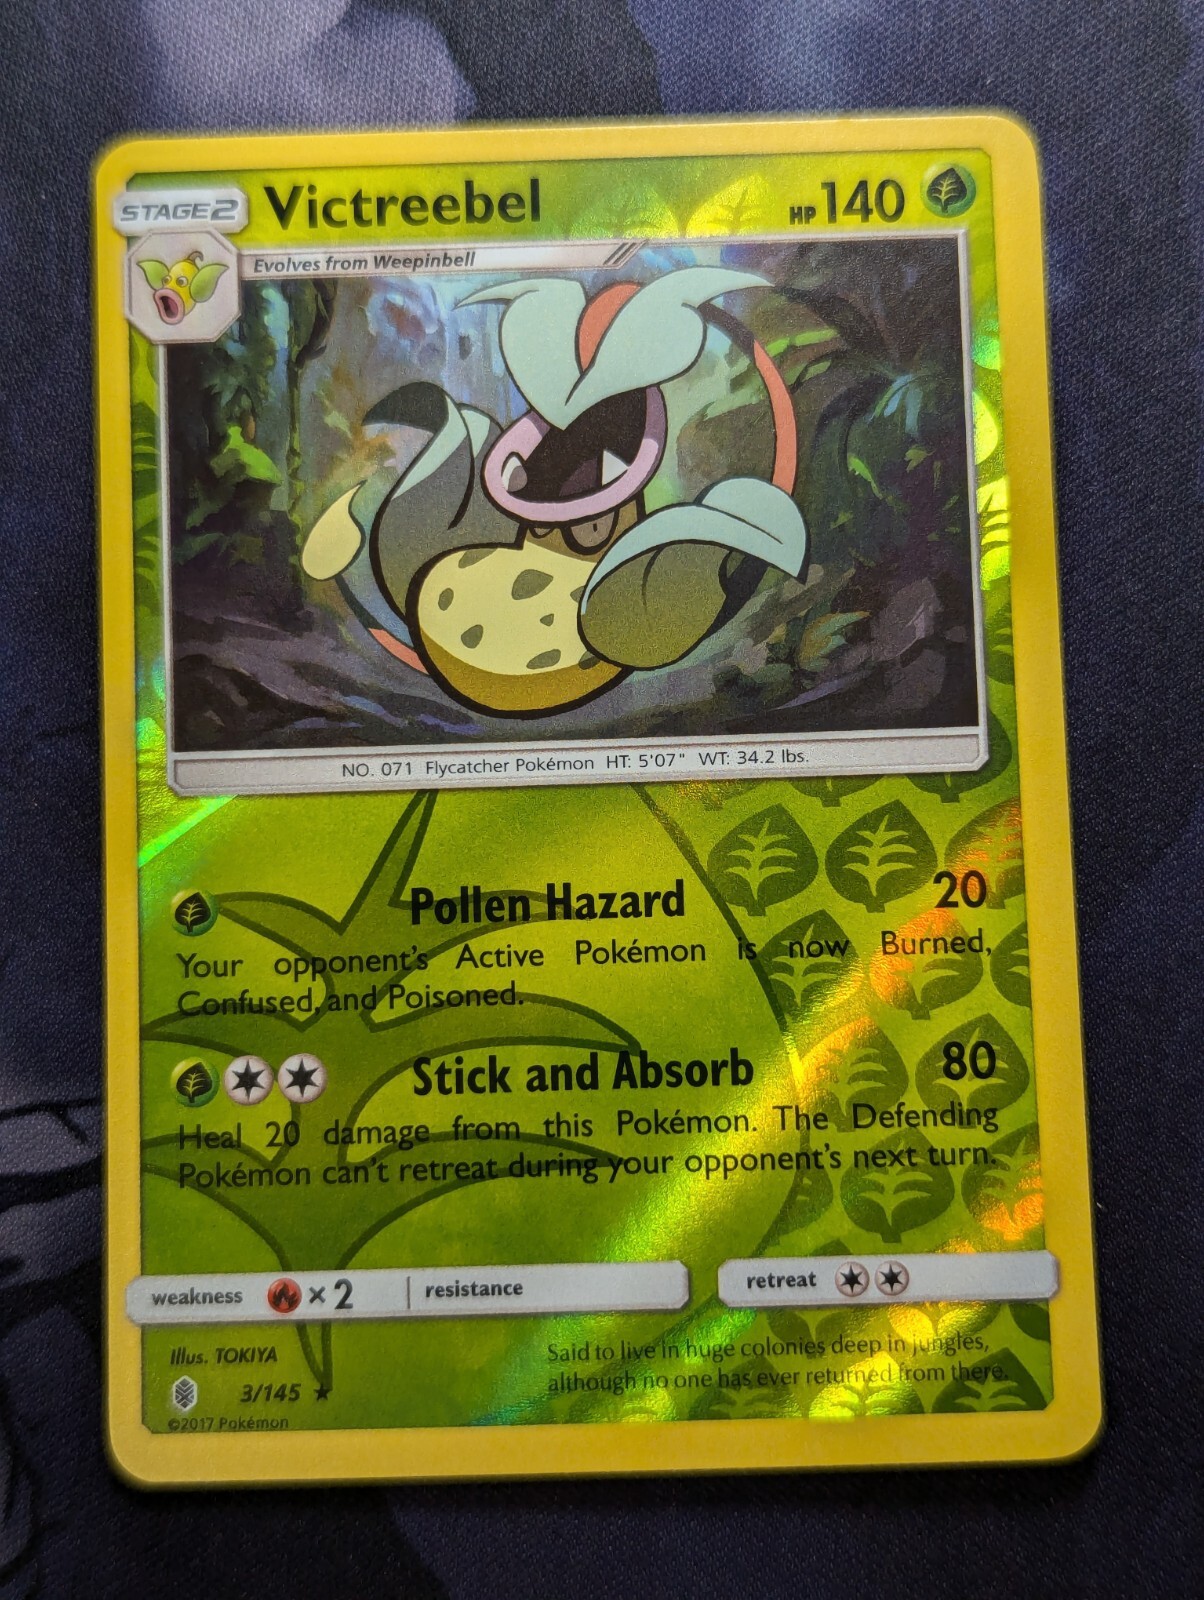 STAGE2 Victreebel HP 140
Evolves from Weepinbell
NO. 071 Flycatcher Pokémon HT: 5'07" WT: 34.2 lbs.
Pollen Hazard 20
Your opponent's Active Pokémon is now Burned,
Confused, and Poisoned.
Stick and Absorb 80
Heal 20 damage from this Pokémon. The Defending
Pokémon can't retreat during your opponent's next turn.
weakness ×2 resistance retreat
Illus. TOKIYA
Said to live in huge colonies deep in jungles,
although no one has ever returned from there.
3/145 ★
©2017 Pokémon